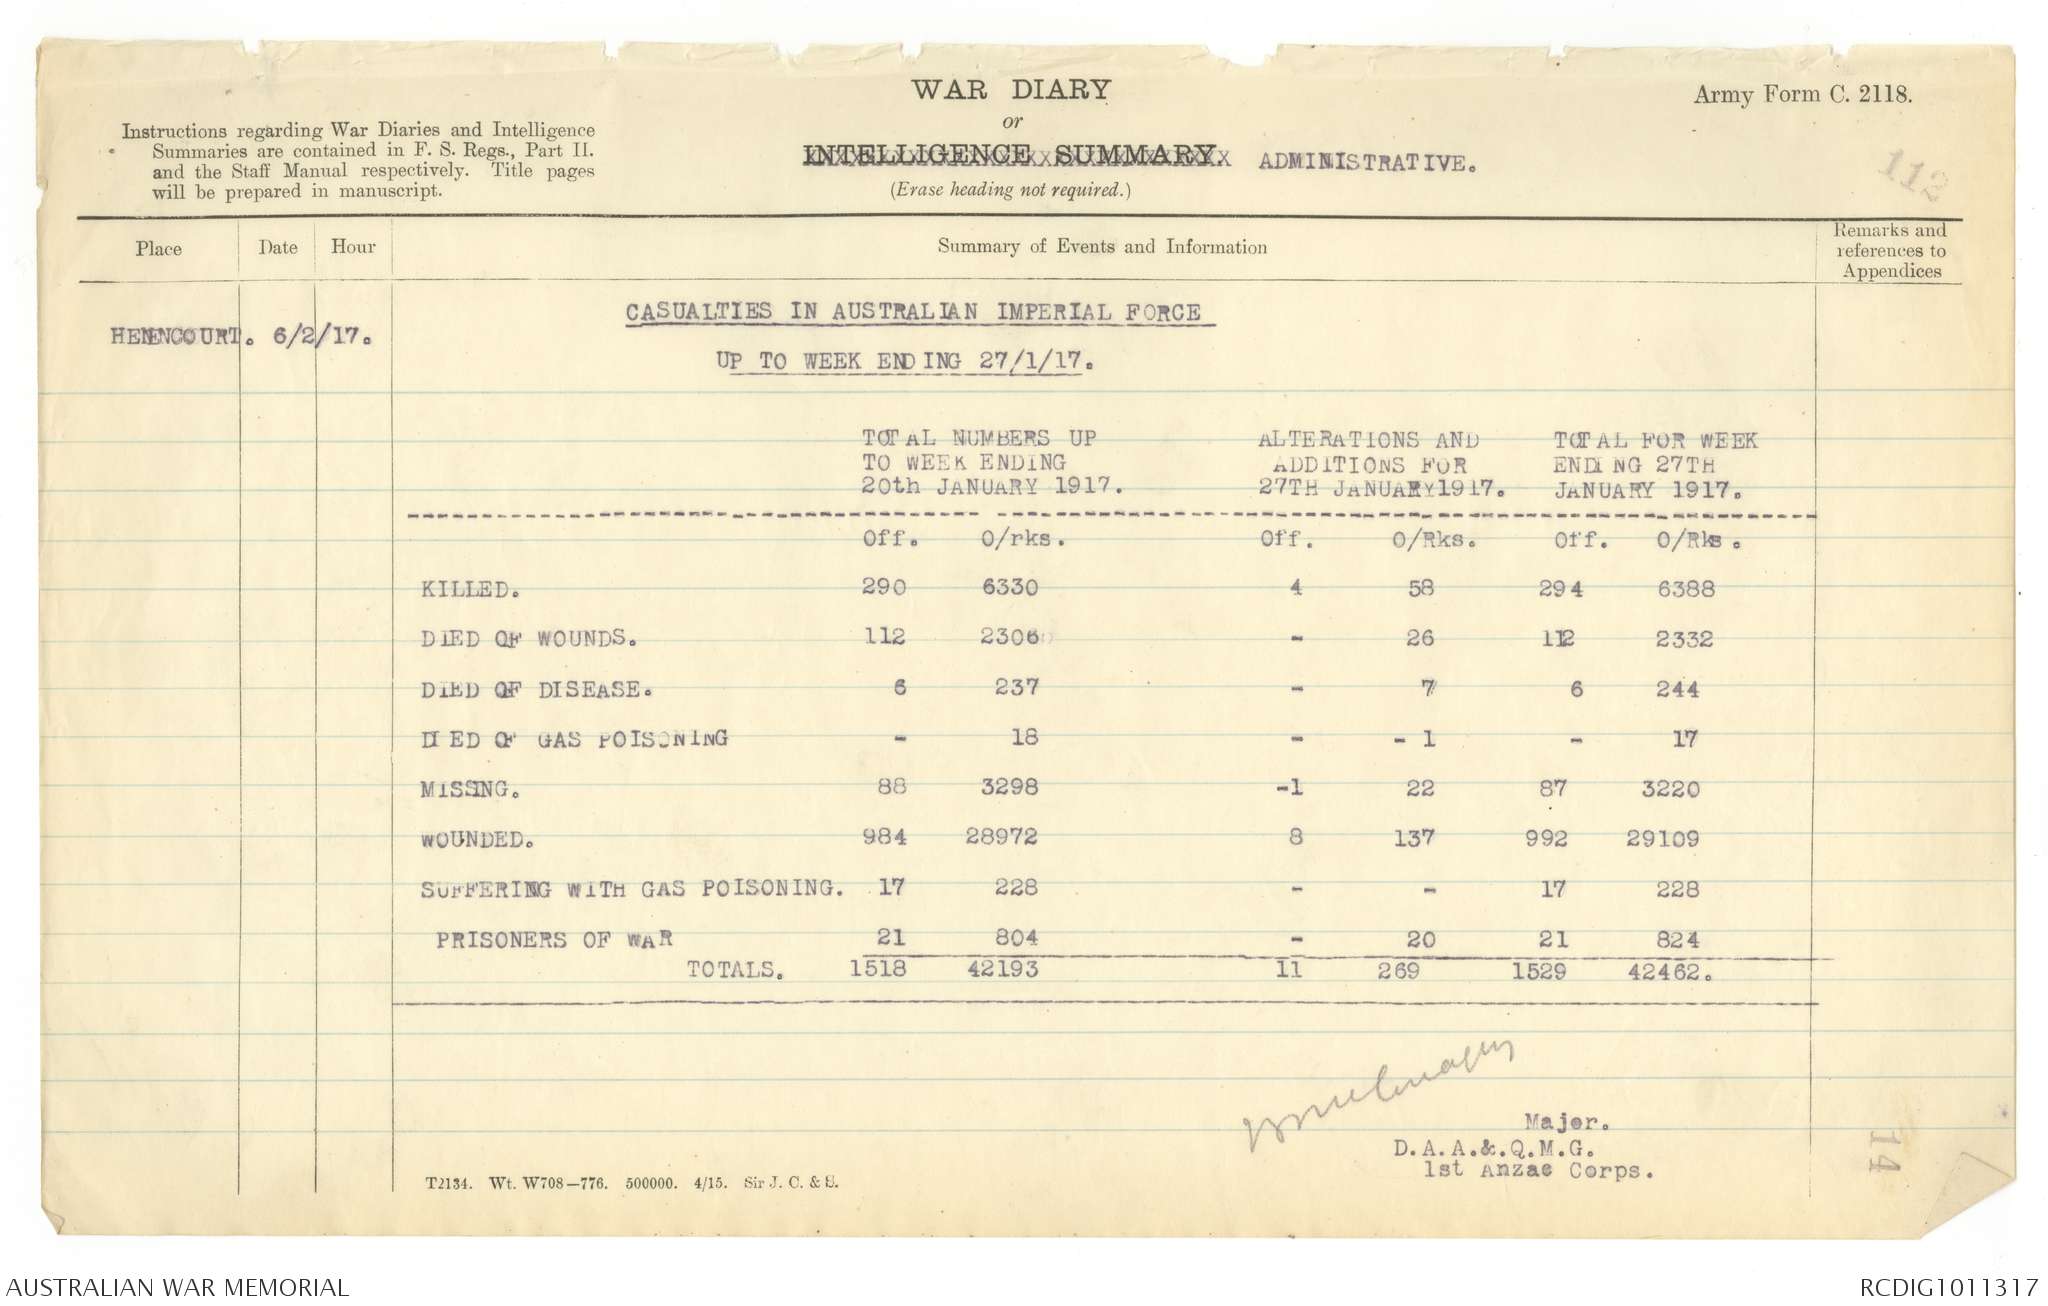 WAR DIARY
or
INTELLIGENCE SUMMARY ADMINISTRATIVE.
(Erase heading not required.)
Army Form C. 2118.
112
Instructions regarding War Diaries and Intelligence
Summaries are contained in F. S. Regs., Part II.
and the Staff Manual respectively. Title pages
will be prepared in manuscript.
Place Date Hour Summary of Events and Information Remarks and references to Appendices
CASUALTIES IN AUSTRALIAN IMPERIAL FORCE
HENENCOURT. 6/2/17.
UP TO WEEK ENDING 27/1/17.
TOTAL NUMBERS UP ALTERATIONS AND TOTAL FOR WEEK
TO WEEK ENDING ADDITIONS FOR ENDING 27TH
20th JANUARY 1917. 27TH JANUARY 1917. JANUARY 1917.
Off. O/rks. Off. O/Rks. Off. O/Rks.
KILLED. 290 6330 4 58 294 6388
DIED OF WOUNDS. 112 2306 - 26 112 2332
DIED OF DISEASE. 6 237 - 7 6 244
DIED OF GAS POISONING - 18 - - 1 - 17
MISSING. 88 3298 -1 22 87 3220
WOUNDED. 984 28972 8 137 992 29109
SUFFERING WITH GAS POISONING. 17 228 - - 17 228
PRISONERS OF WAR 21 804 - 20 21 824
TOTALS. 1518 42193 11 269 1529 42462.
Major.
D.A.A.&.Q.M.G.
1st Anzac Corps.
14
T2134. Wt. W708—776. 500000. 4/15. Sir J. C. & S.
AUSTRALIAN WAR MEMORIAL
RCDIG1011317